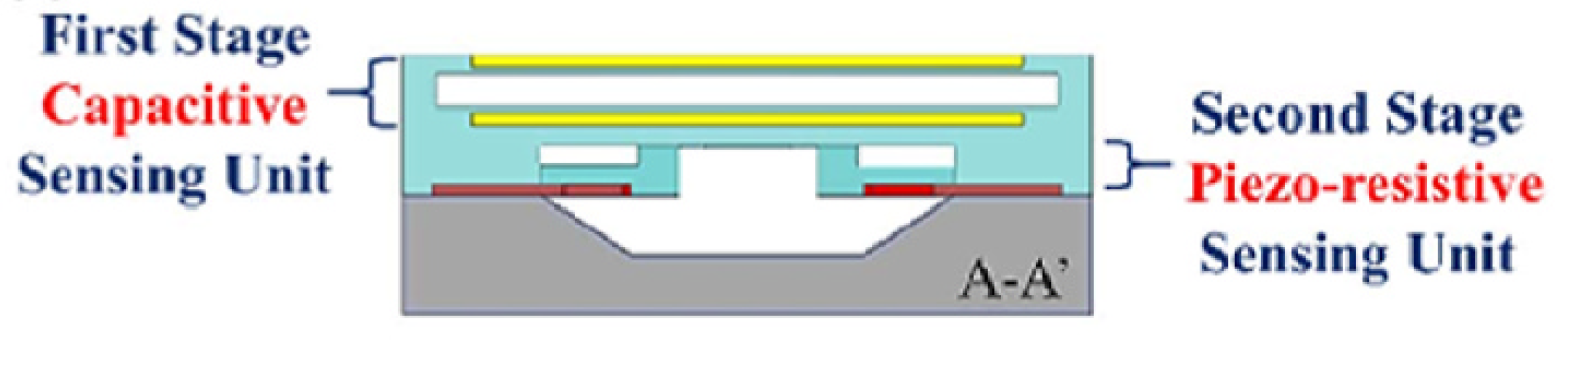 First Stage
Capacitive
Sensing Unit
Second Stage
Piezo-resistive
Sensing Unit
A-A’